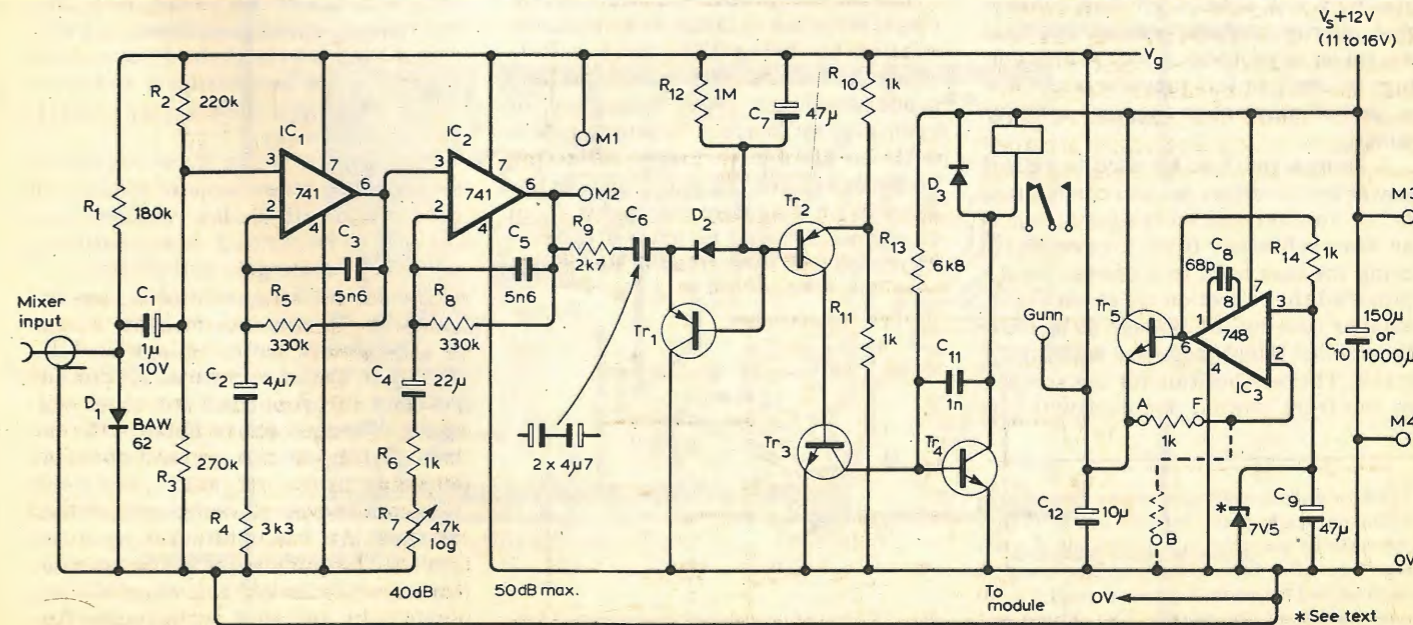 Vs+12V
(11 to 16V)
Vg
R2
220k
R12
1M
C7
47µ
R10
1k
IC1
3
7
741
6
2
4
IC2
3
7
741
6
2
4
M1
M2
M3
R1
180k
C3
5n6
C5
5n6
R9
2k7
C6
D2
Tr2
D3
R13
6k8
C8
68p
8
7
R14
1k
3
1
748
6
4
2
IC3
Tr5
Mixer
input
C1
1µ
10V
R5
330k
R8
330k
Tr1
R11
1k
Gunn
C10
150µ
or
1000µ
C2
4µ7
C4
22µ
C11
1n
A
F
1k
M4
D1
BAW
62
270k
R3
R6
1k
2 x 4µ7
Tr3
Tr4
R4
3k3
R7
47k
log
C12
10µ
B
*
7V5
C9
47µ
40dB
50dB max.
To
module
0V
0V
* See text